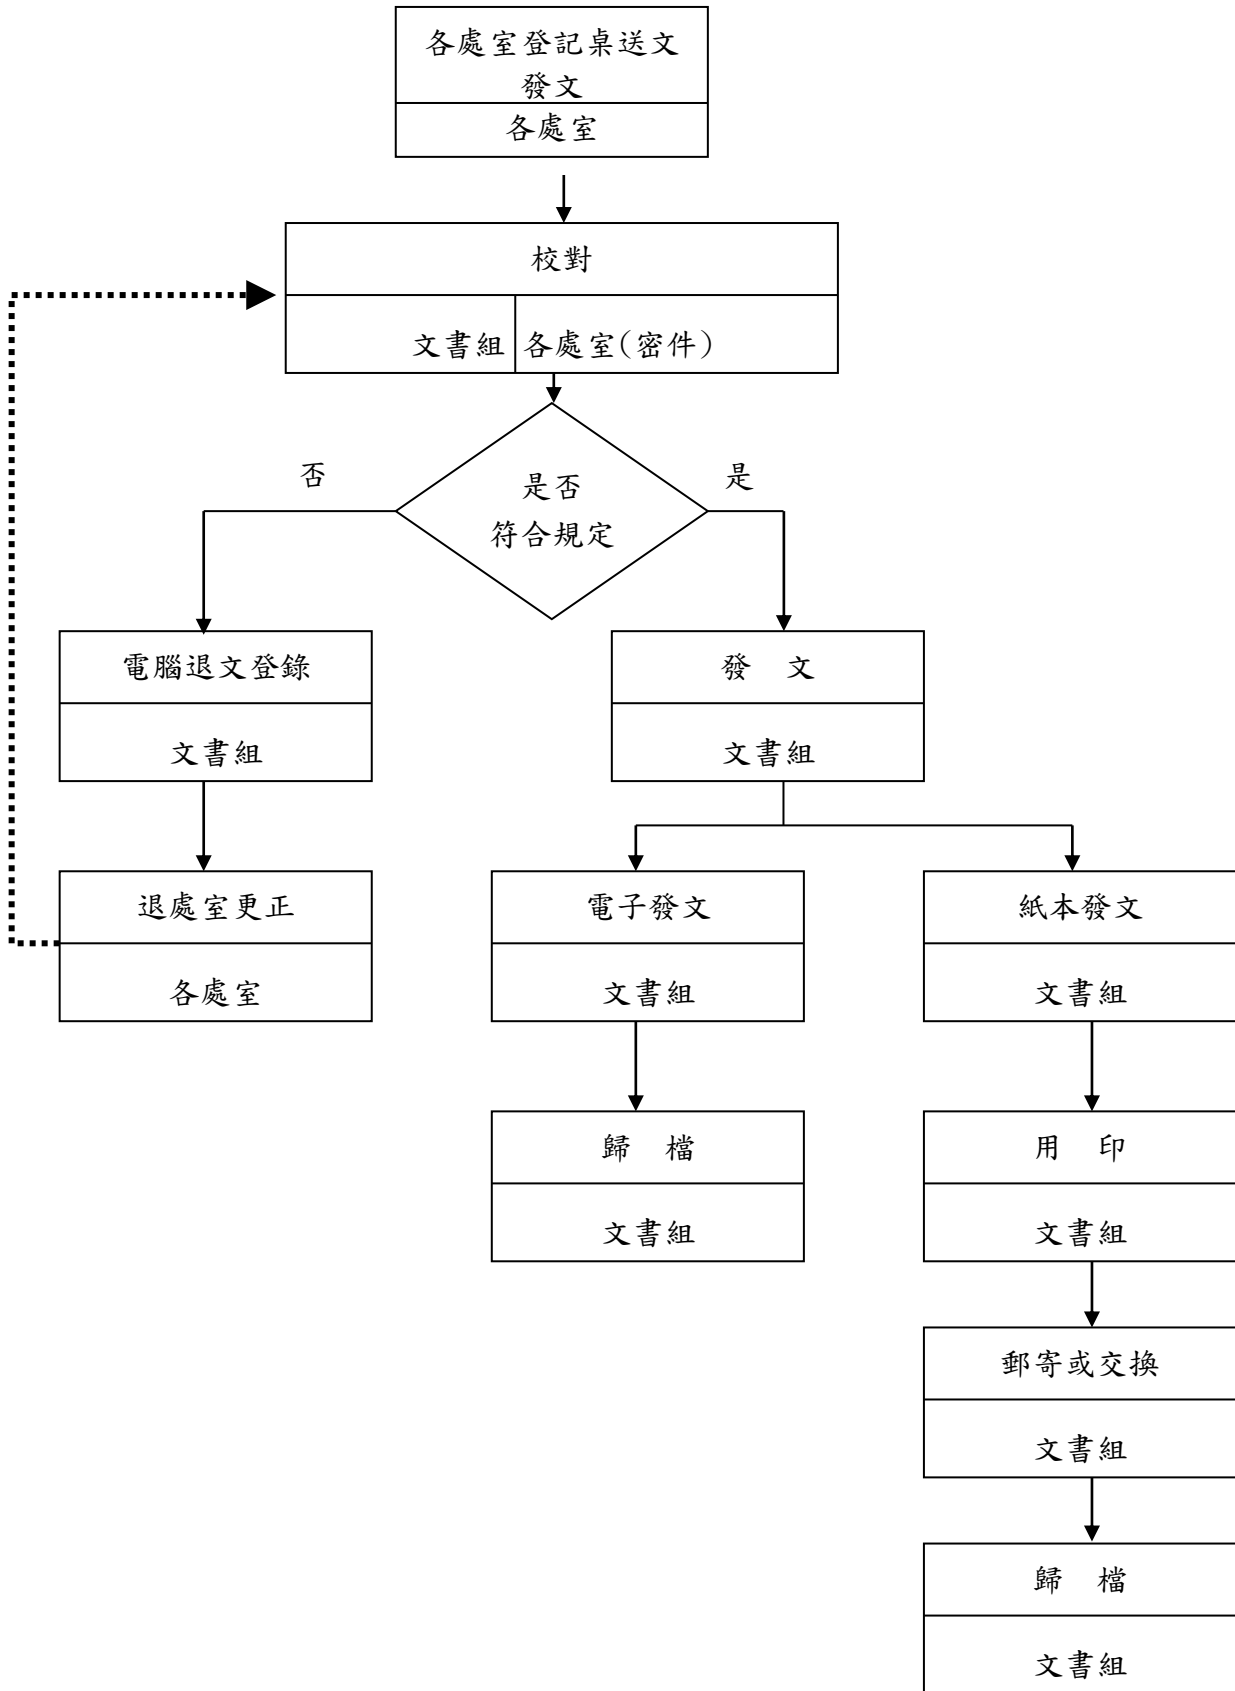 各處室登記桌送文
發文
各處室
校對
文書組 各處室(密件)
否
是
是否
符合規定
電腦退文登錄
文書組
發 文
文書組
退處室更正
各處室
電子發文
文書組
紙本發文
文書組
歸 檔
文書組
用 印
文書組
郵寄或交換
文書組
歸 檔
文書組